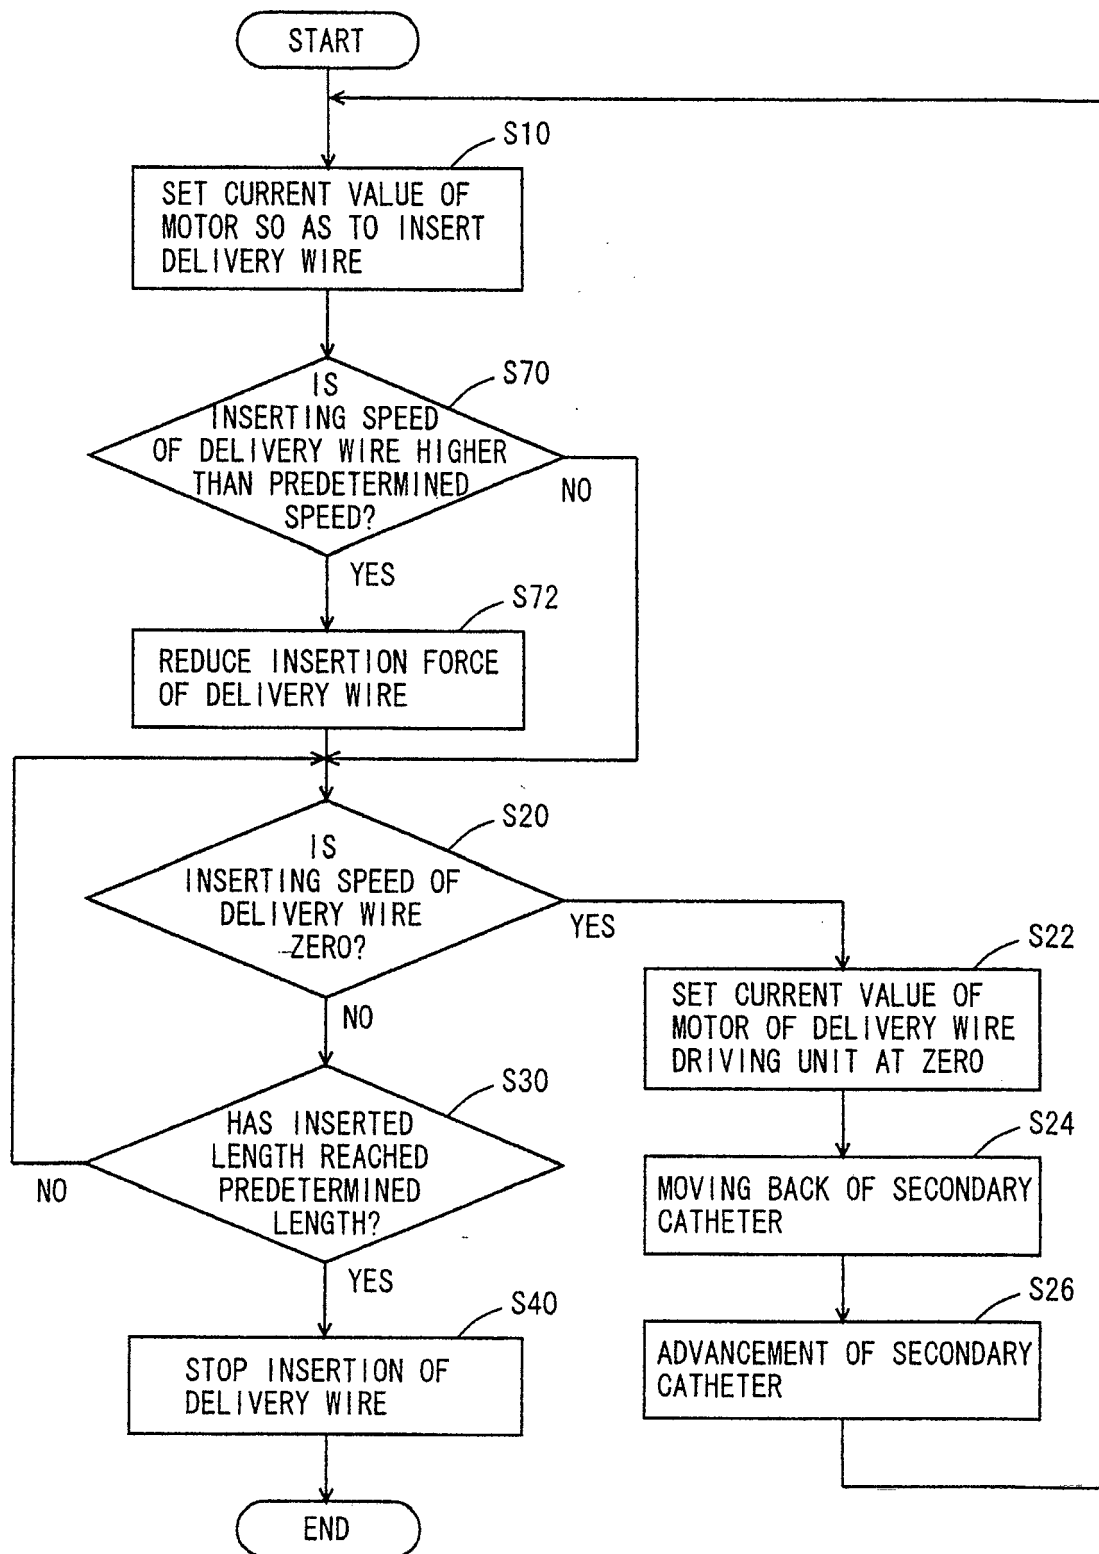 START
S10
SET CURRENT VALUE OF
MOTOR SO AS TO INSERT
DELIVERY WIRE
S70
IS
INSERTING SPEED
OF DELIVERY WIRE HIGHER
THAN PREDETERMINED
SPEED?
NO
YES
S72
REDUCE INSERTION FORCE
OF DELIVERY WIRE
S20
IS
INSERTING SPEED OF
DELIVERY WIRE
ZERO?
YES
NO
S22
SET CURRENT VALUE OF
MOTOR OF DELIVERY WIRE
DRIVING UNIT AT ZERO
S30
HAS INSERTED
LENGTH REACHED
PREDETERMINED
LENGTH?
NO
YES
S24
MOVING BACK OF SECONDARY
CATHETER
S40
STOP INSERTION OF
DELIVERY WIRE
S26
ADVANCEMENT OF SECONDARY
CATHETER
END